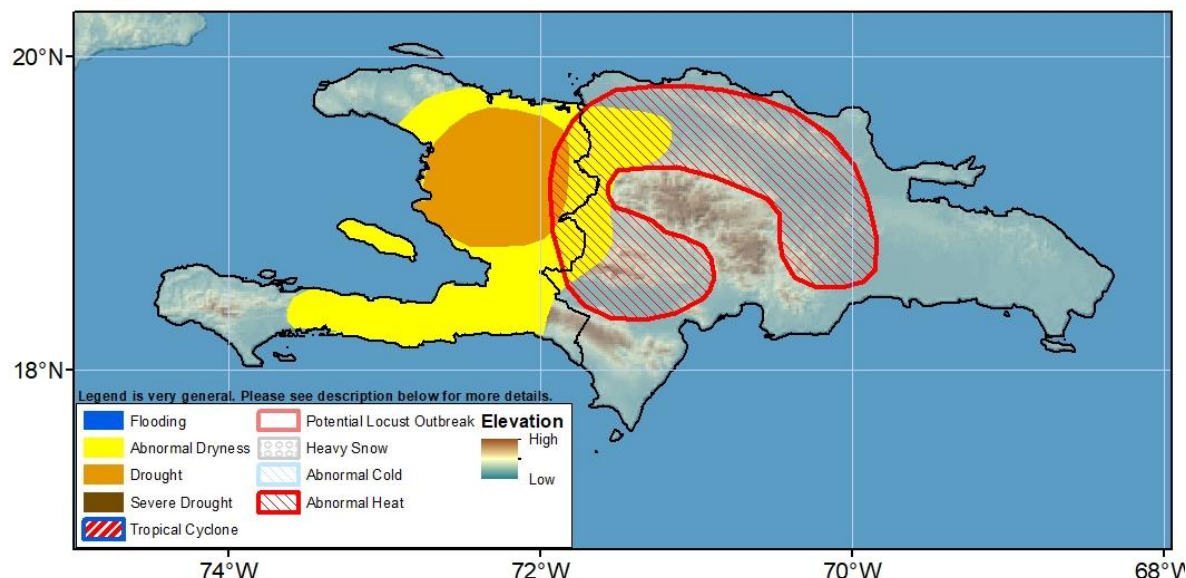 20°N
18°N
Legend is very general. Please see description below for more details.
Flooding
Abnormal Dryness
Drought
Severe Drought
Tropical Cyclone
Potential Locust Outbreak
Heavy Snow
Abnormal Cold
Abnormal Heat
Elevation
High
Low
74°W
72°W
70°W
68°W